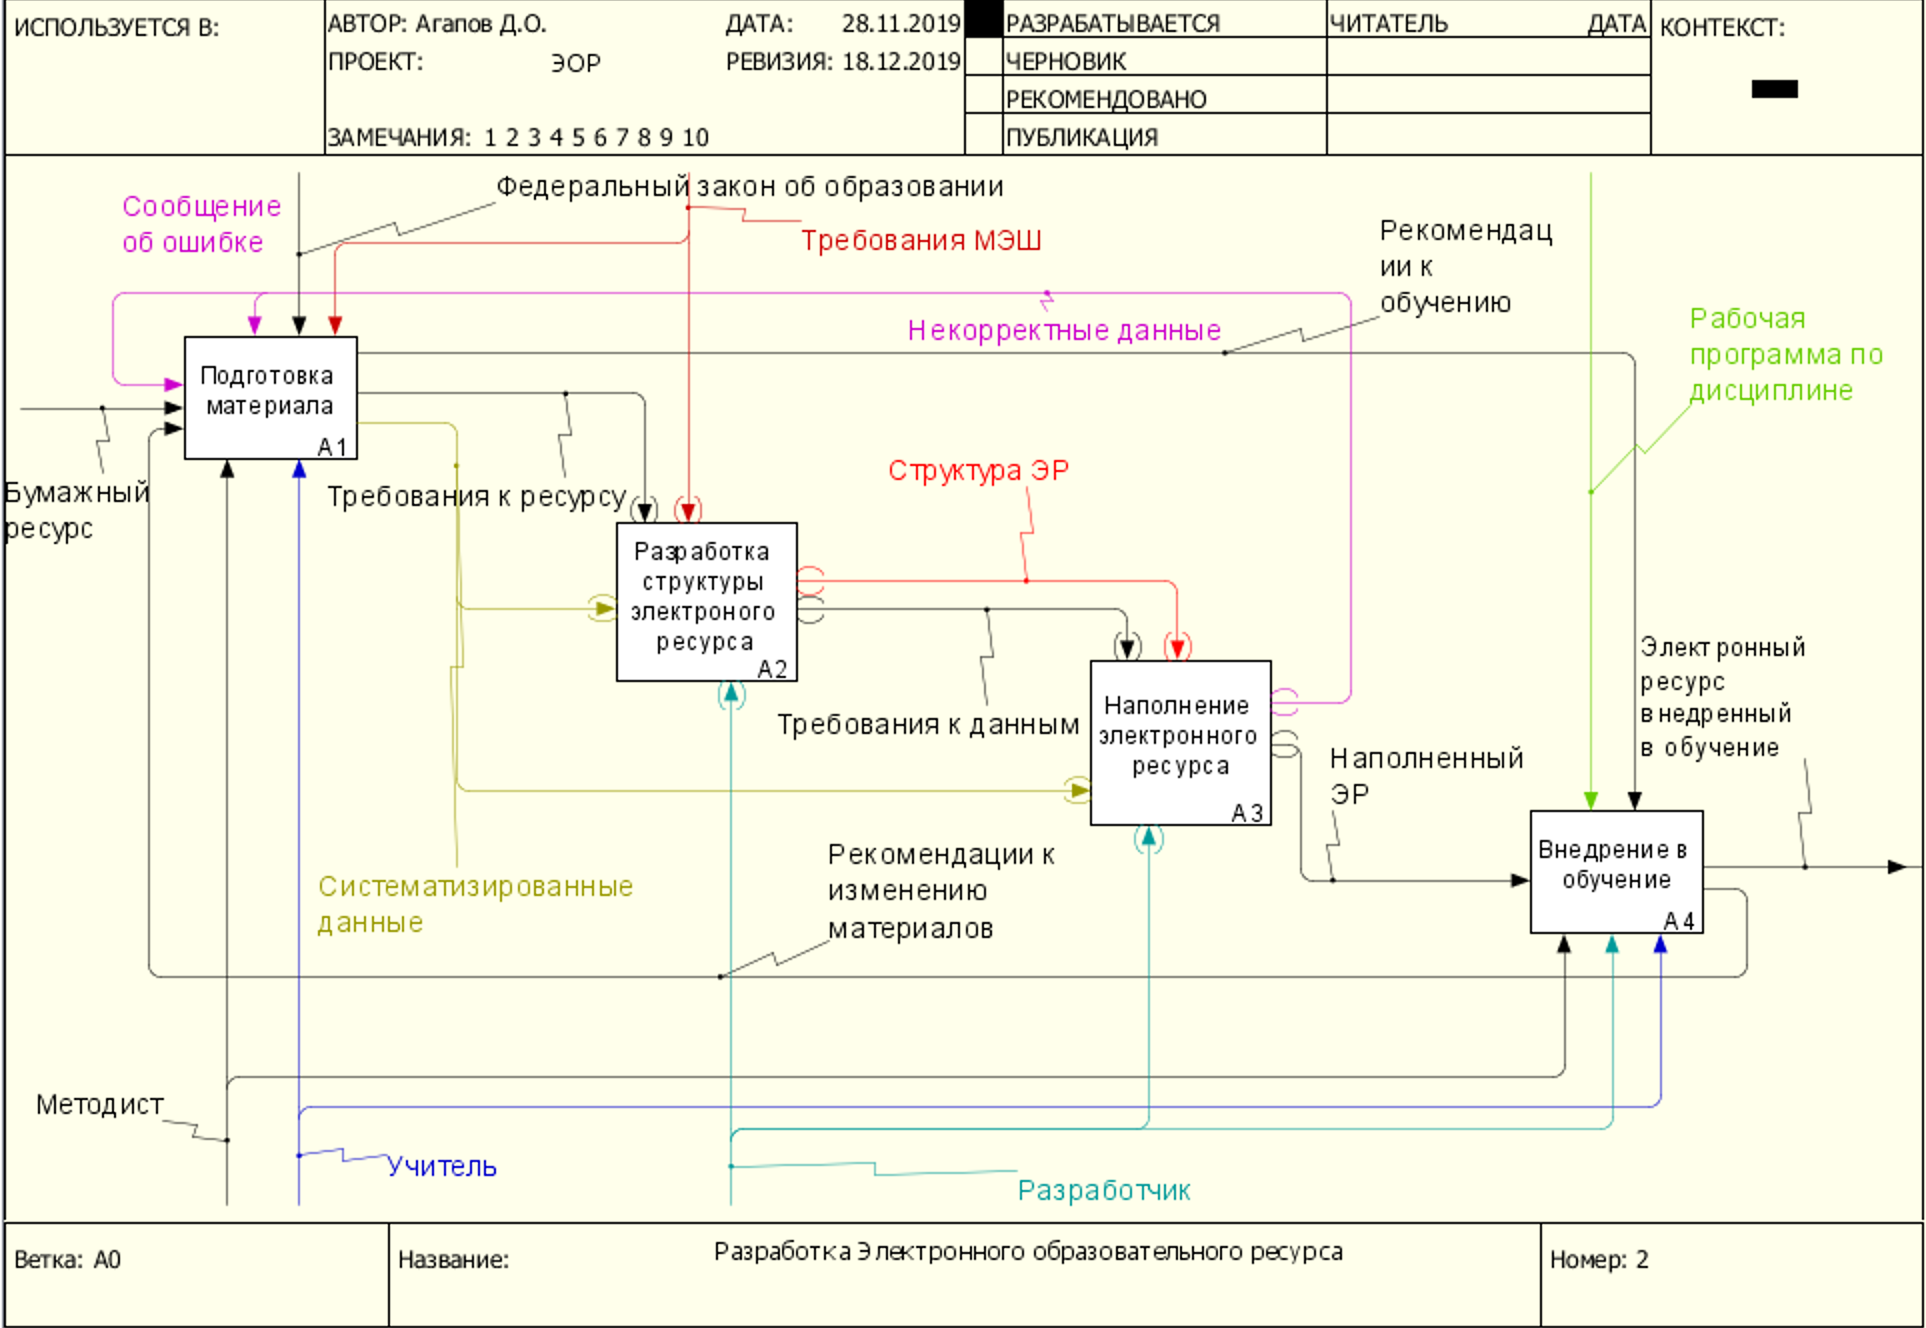 ИСПОЛЬЗУЕТСЯ В:
АВТОР: Агапов Д.О.
ДАТА: 28.11.2019
ПРОЕКТ: ЭОР
РЕВИЗИЯ: 18.12.2019
ЗАМЕЧАНИЯ: 1 2 3 4 5 6 7 8 9 10
РАЗРАБАТЫВАЕТСЯ
ЧЕРНОВИК
РЕКОМЕНДОВАНО
ПУБЛИКАЦИЯ
ЧИТАТЕЛЬ
ДАТА
КОНТЕКСТ:
Сообщение
об ошибке
Федеральный закон об образовании
Требования МЭШ
Рекомендац
ии к
обучению
Некорректные данные
Рабочая
программа по
дисциплине
Подготовка
материала
A1
Бумажный
ресурс
Требования к ресурсу
Структура ЭР
Разработка
структуры
электроного
ресурса
A2
Требования к данным
Наполнение
электронного
ресурса
A3
Электронный
ресурс
внедренный
в обучение
Наполненный
ЭР
Внедрение в
обучение
A4
Рекомендации к
изменению
материалов
Систематизированные
данные
Методист
Учитель
Разработчик
Ветка: A0
Название:
Разработка Электронного образовательного ресурса
Номер: 2